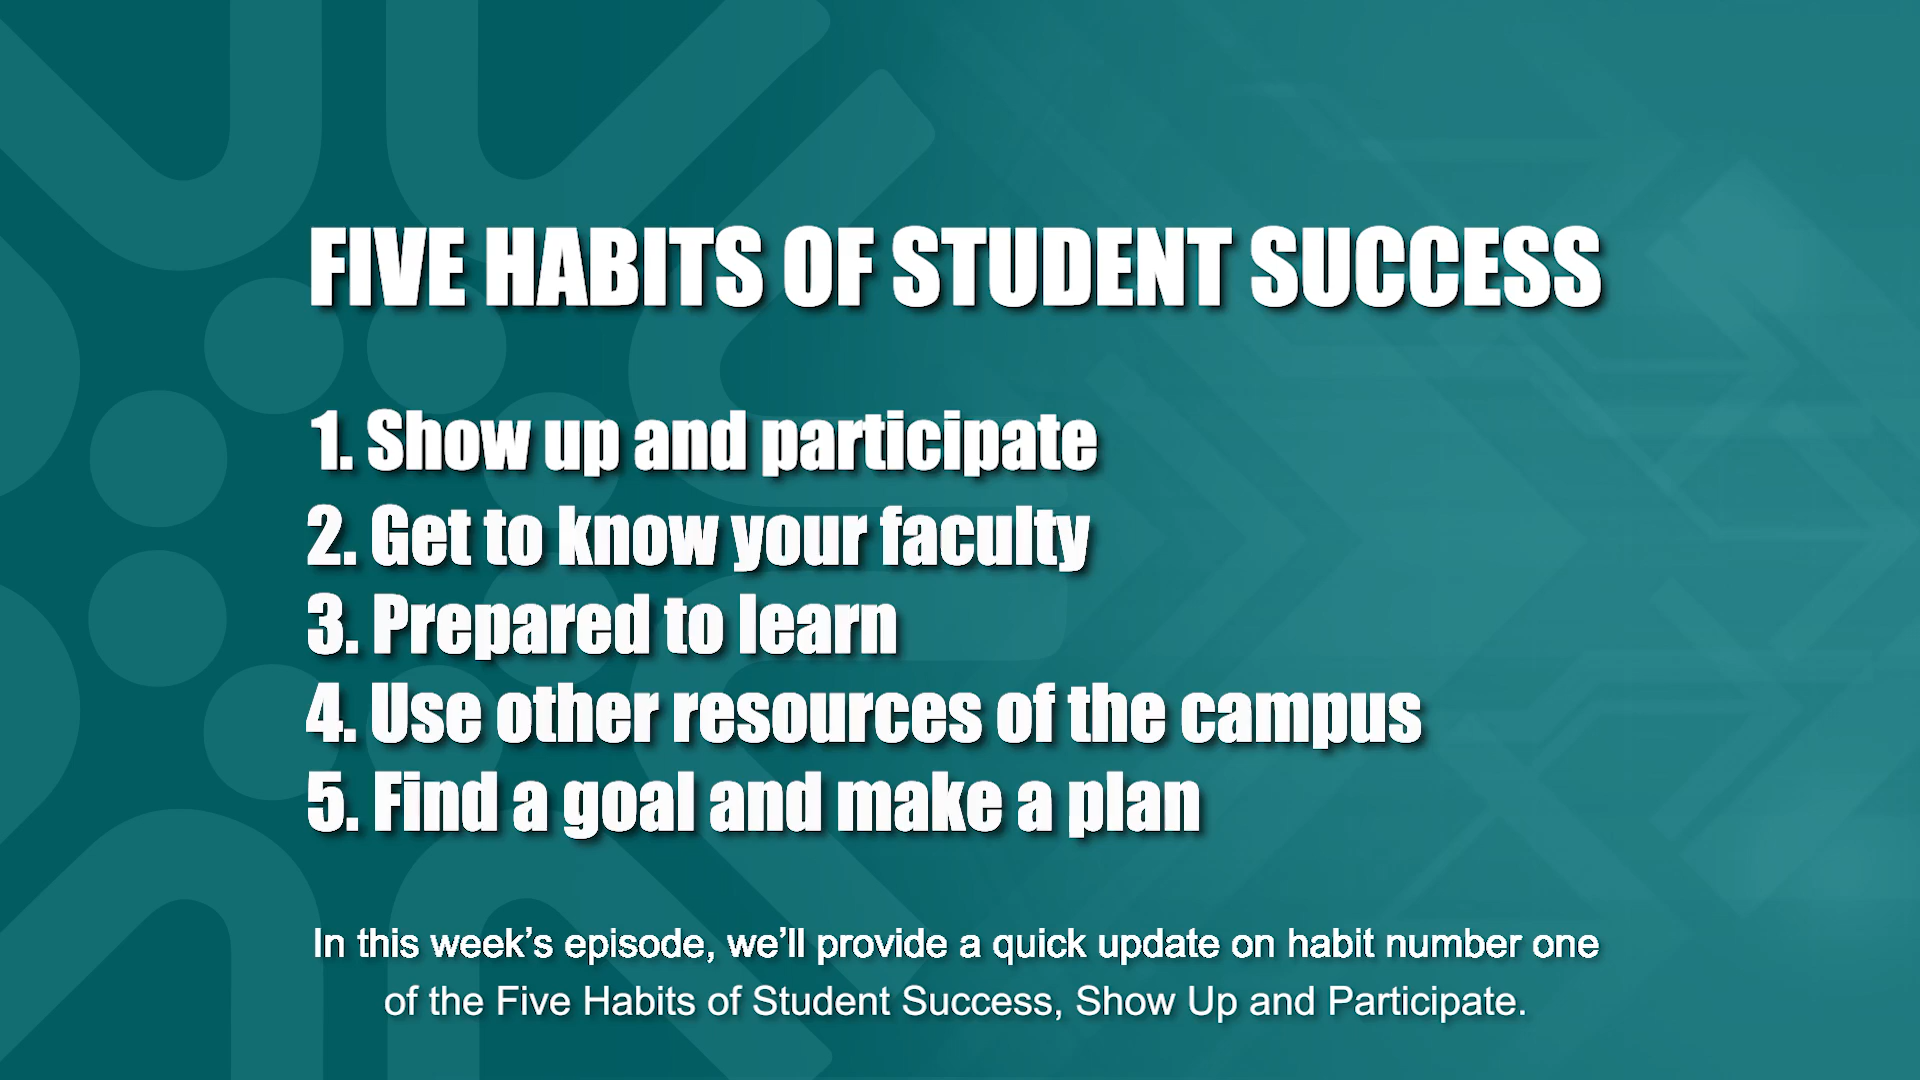 FIVE HABITS OF STUDENT SUCCESS
1. Show up and participate
2. Get to know your faculty
3. Prepared to learn
4. Use other resources of the campus
5. Find a goal and make a plan
In this week’s episode, we’ll provide a quick update on habit number one
of the Five Habits of Student Success, Show Up and Participate.